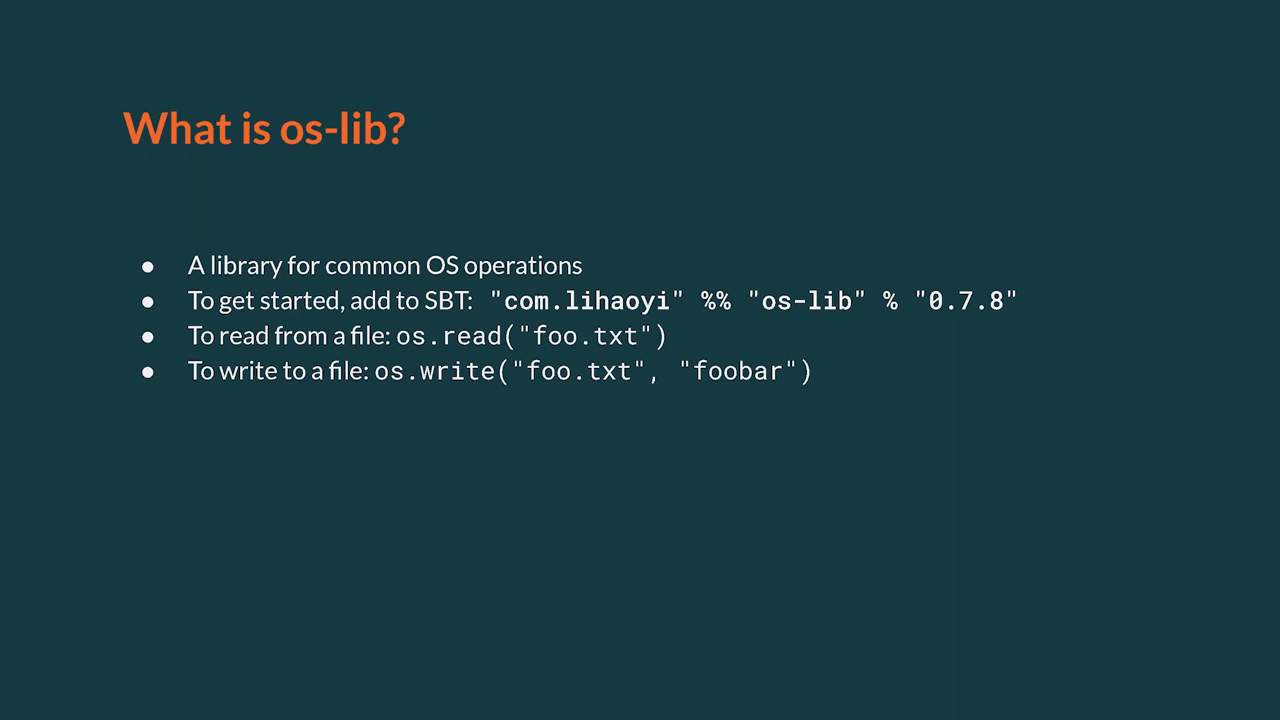 What is os-lib?
● A library for common OS operations
● To get started, add to SBT: "com.lihaoyi" %% "os-lib" % "0.7.8"
● To read from a file: os.read("foo.txt")
● To write to a file: os.write("foo.txt", "foobar")